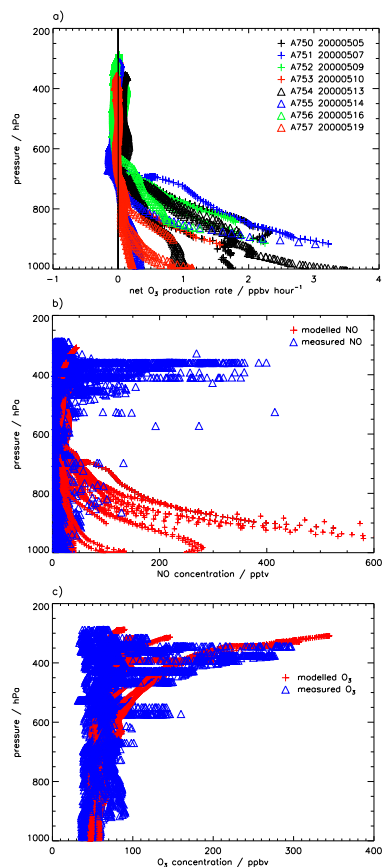 a)
200
400
600
800
1000
pressure / hPa
A750 20000505
A751 20000507
A752 20000509
A753 20000510
A754 20000513
A755 20000514
A756 20000516
A757 20000519
−1
0
1
2
3
4
net O₃ production rate / ppbv hour⁻¹
b)
200
400
600
800
1000
pressure / hPa
modelled NO
measured NO
0
200
400
600
NO concentration / pptv
c)
200
400
600
800
1000
pressure / hPa
modelled O₃
measured O₃
0
100
200
300
400
O₃ concentration / ppbv